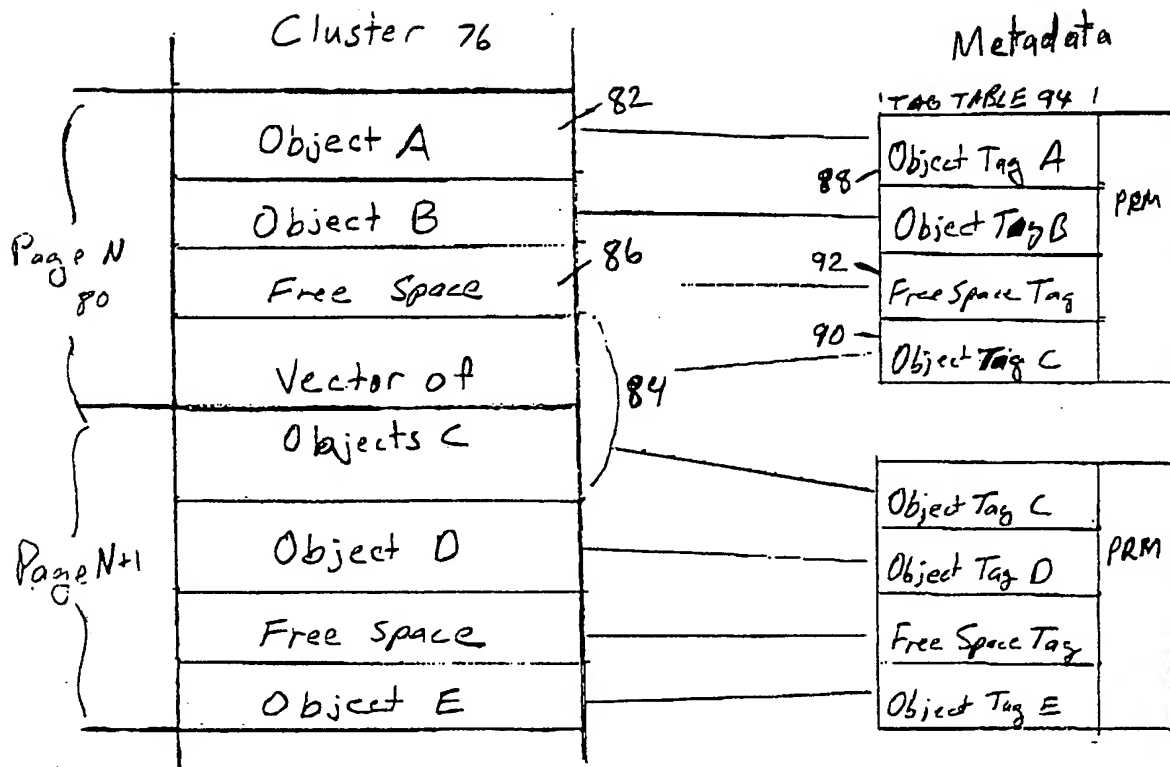 Cluster 76
Metadata
TAG TABLE 94
82
Object A
Object Tag A
88
PRM
Object B
Object Tag B
Page N
80
86
92
Free Space
Free Space Tag
90
Object Tag C
Vector of
84
Objects C
Object Tag C
Page N+1
Object D
Object Tag D
PRM
Free Space
Free Space Tag
Object E
Object Tag E